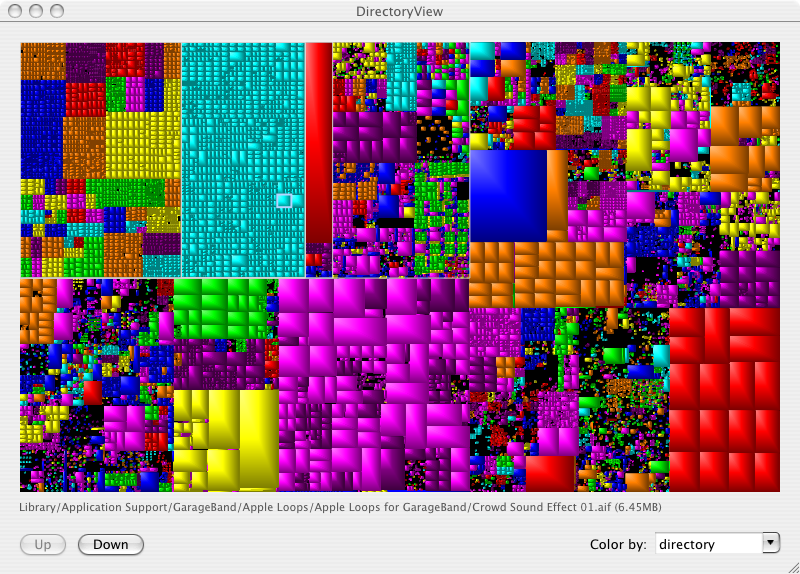 DirectoryView
Library/Application Support/GarageBand/Apple Loops/Apple Loops for GarageBand/Crowd Sound Effect 01.aif (6.45MB)
Up
Down
Color by:
directory